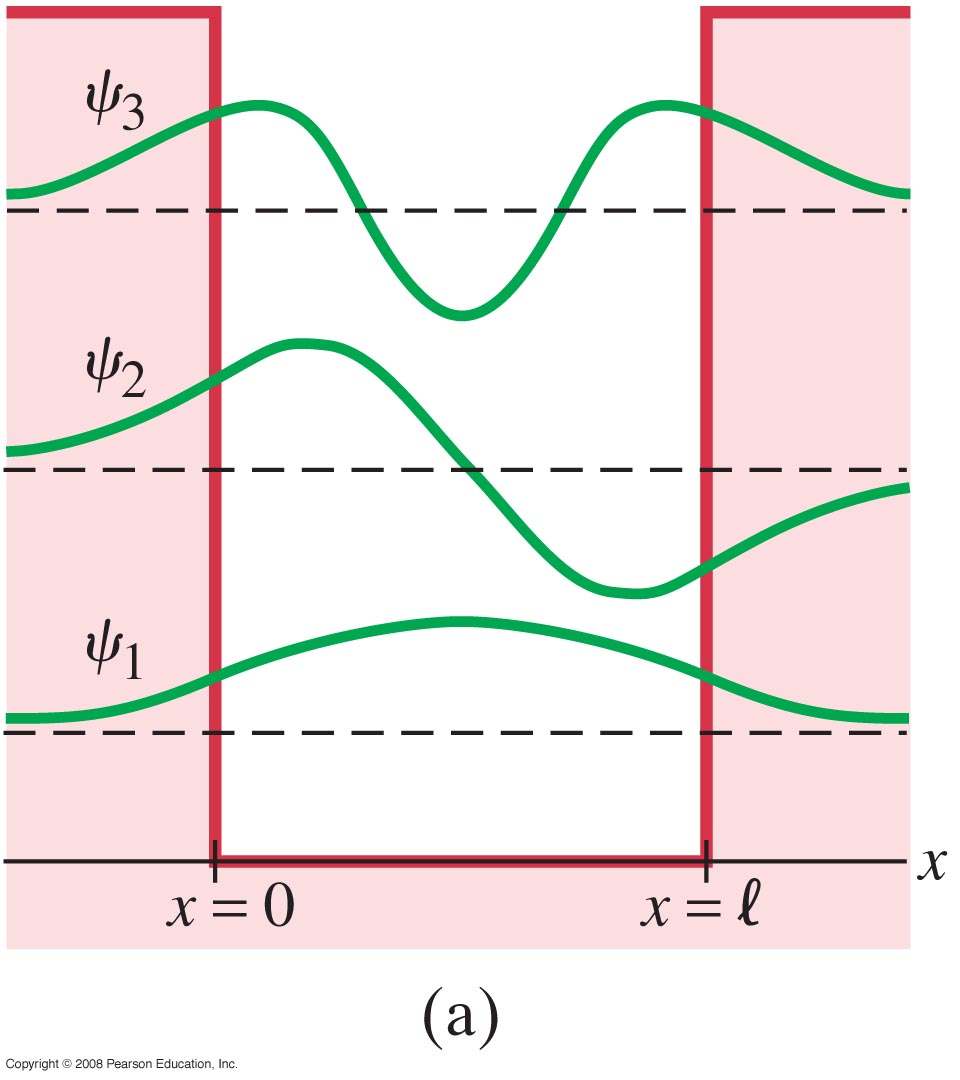 ψ₃
ψ₂
ψ₁
x
x = 0
x = ℓ
(a)
Copyright © 2008 Pearson Education, Inc.